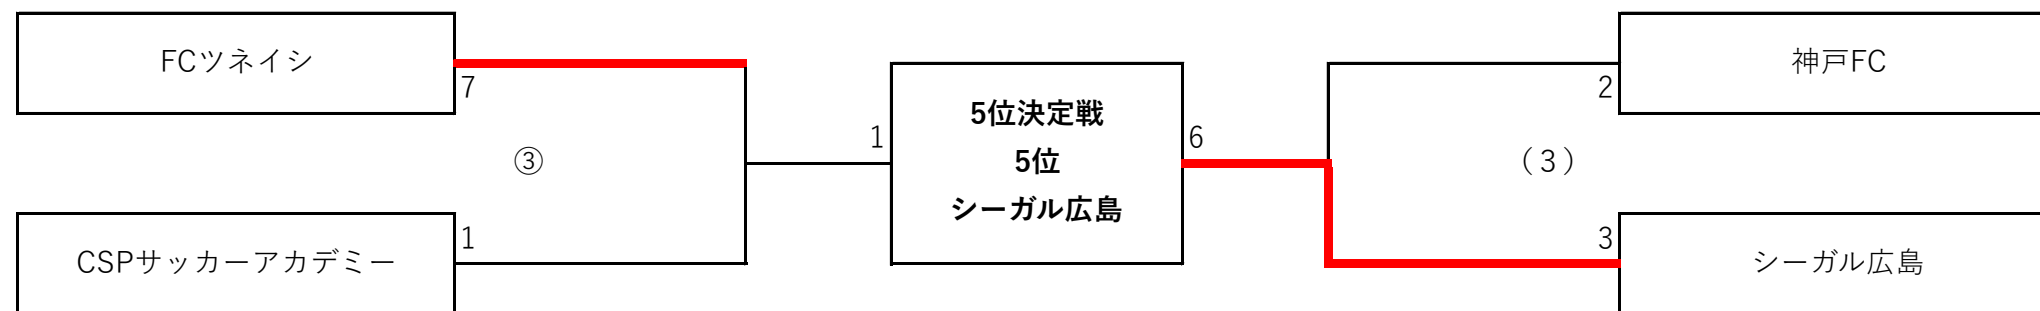 FCツネイシ
7
③
1
CSPサッカーアカデミー
1
5位決定戦
5位
シーガル広島
6
神戸FC
2
（3）
3
シーガル広島